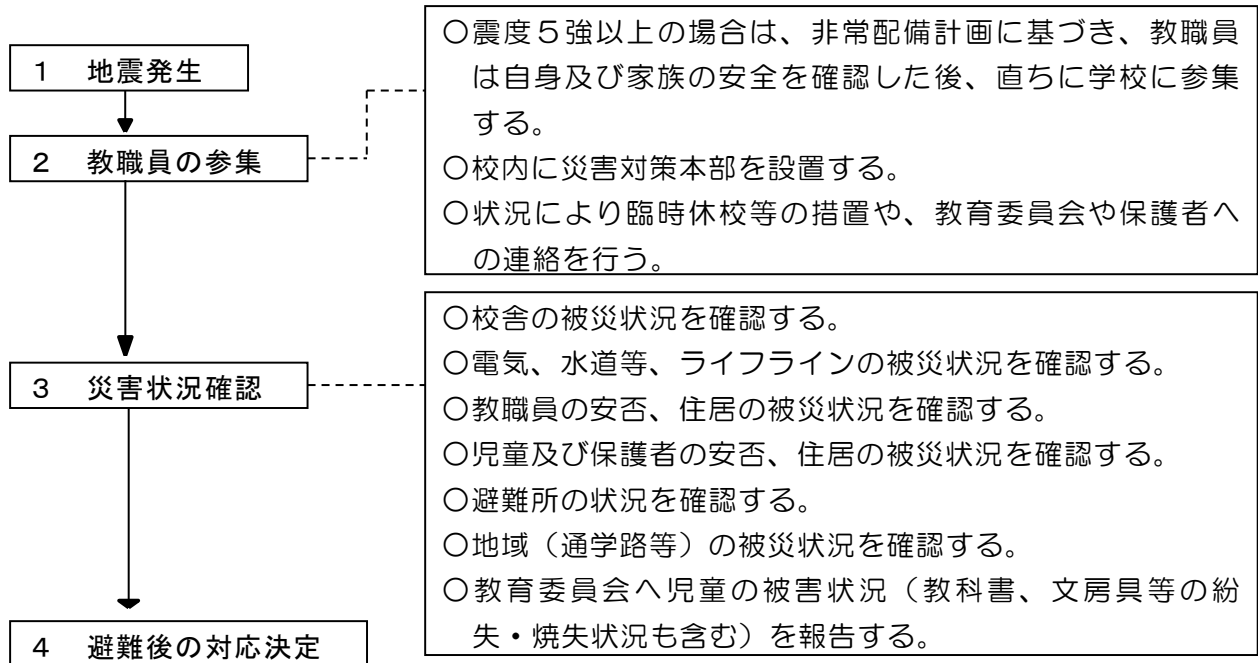 1 地震発生
2 教職員の参集
○震度5強以上の場合は、非常配備計画に基づき、教職員
は自身及び家族の安全を確認した後、直ちに学校に参集
する。
○校内に災害対策本部を設置する。
○状況により臨時休校等の措置や、教育委員会や保護者へ
の連絡を行う。
3 災害状況確認
○校舎の被災状況を確認する。
○電気、水道等、ライフラインの被災状況を確認する。
○教職員の安否、住居の被災状況を確認する。
○児童及び保護者の安否、住居の被災状況を確認する。
○避難所の状況を確認する。
○地域（通学路等）の被災状況を確認する。
○教育委員会へ児童の被害状況（教科書、文房具等の紛
失・焼失状況も含む）を報告する。
4 避難後の対応決定